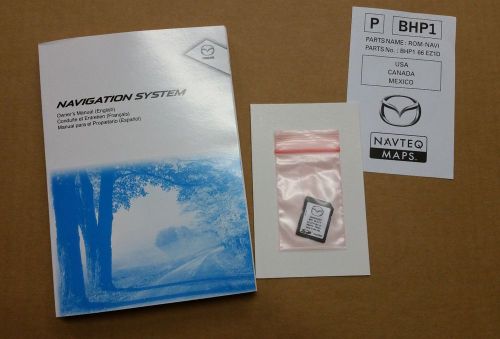 NAVIGATION SYSTEM
Owner's Manual (English)
Conduite et Entretien (Français)
Manual para el Propietario (Español)
P
BHP1
PARTS NAME : ROM-NAVI
PARTS No. : BHP1 66 EZ1D
USA
CANADA
MEXICO
NAVTEQ
MAPS